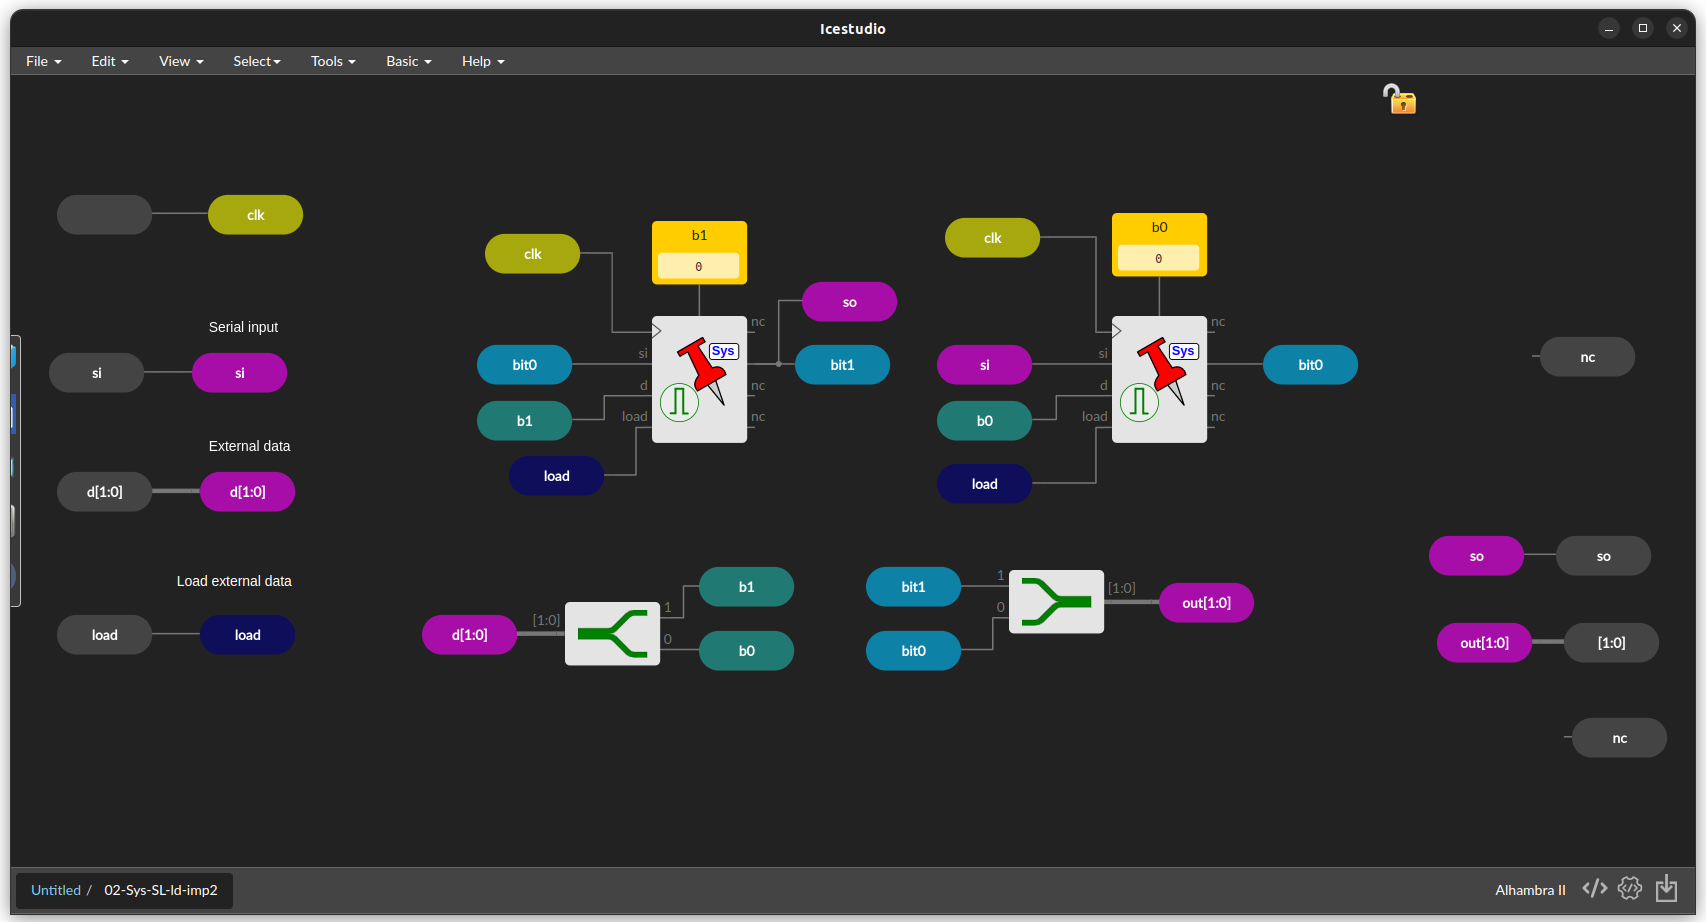 Icestudio
File Edit View Select Tools Basic Help
clk
Serial input
si si
External data
d[1:0] d[1:0]
Load external data
load load
clk
b1
0
bit0
b1
load
si
d
load
Sys
nc
nc
nc
so
bit1
clk
b0
0
si
b0
load
si
d
load
Sys
nc
nc
nc
bit0
nc
d[1:0]
[1:0]
1
0
b1
b0
bit1
bit0
1
0
[1:0]
out[1:0]
so so
out[1:0] [1:0]
nc
Untitled / 02-Sys-SL-ld-imp2
Alhambra II